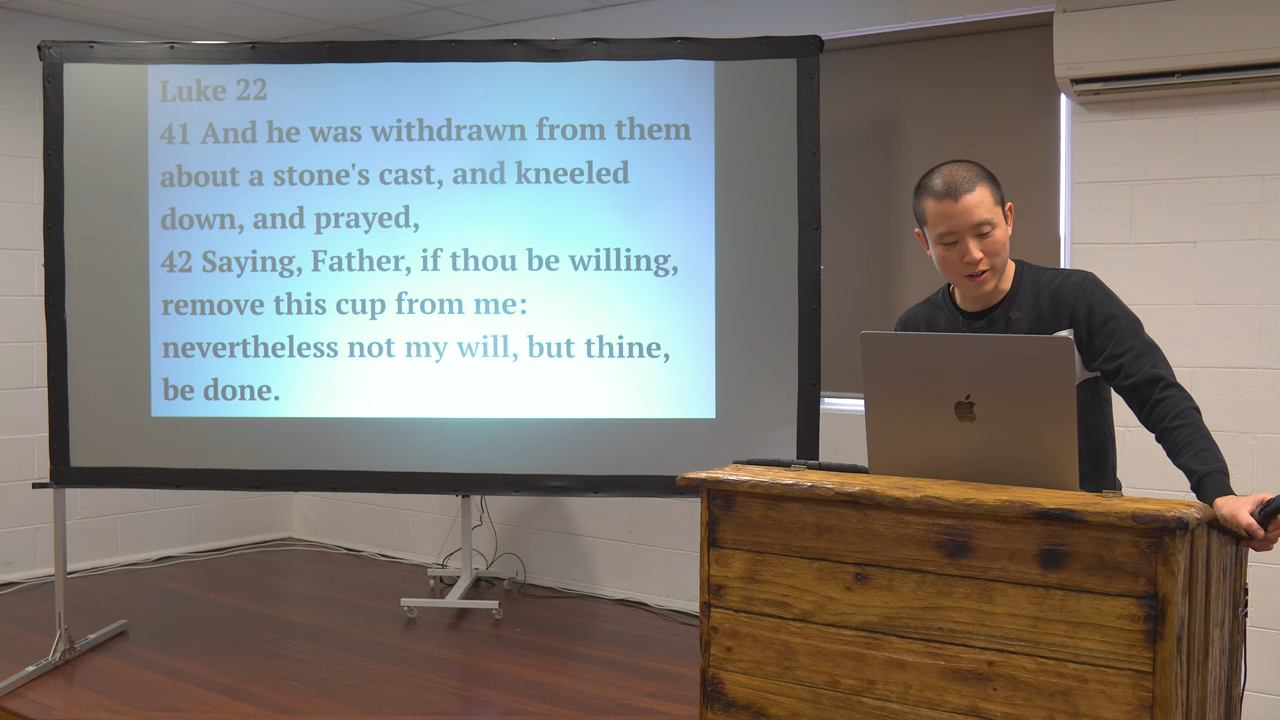 Luke 22
41 And he was withdrawn from them
about a stone's cast, and kneeled
down, and prayed,
42 Saying, Father, if thou be willing,
remove this cup from me:
nevertheless not my will, but thine,
be done.